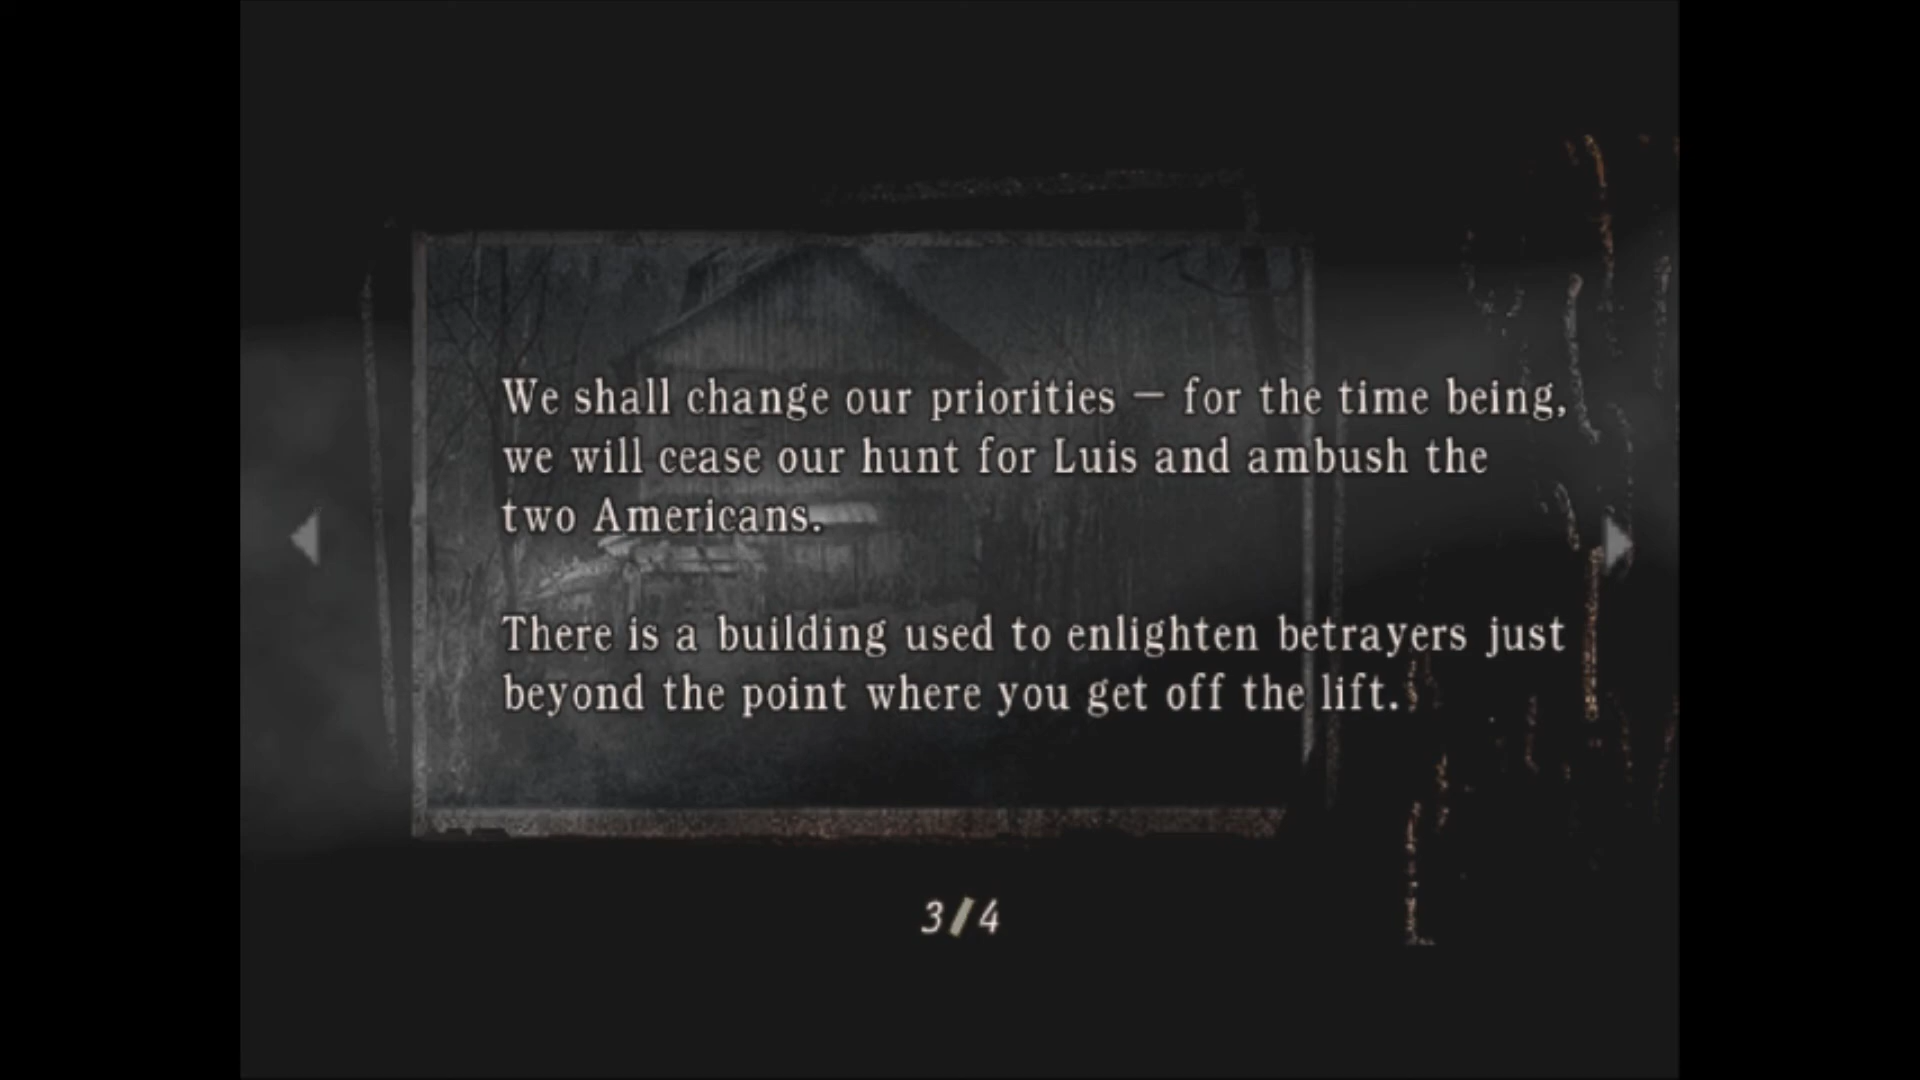 We shall change our priorities — for the time being,
we will cease our hunt for Luis and ambush the
two Americans.
There is a building used to enlighten betrayers just
beyond the point where you get off the lift.
3/4